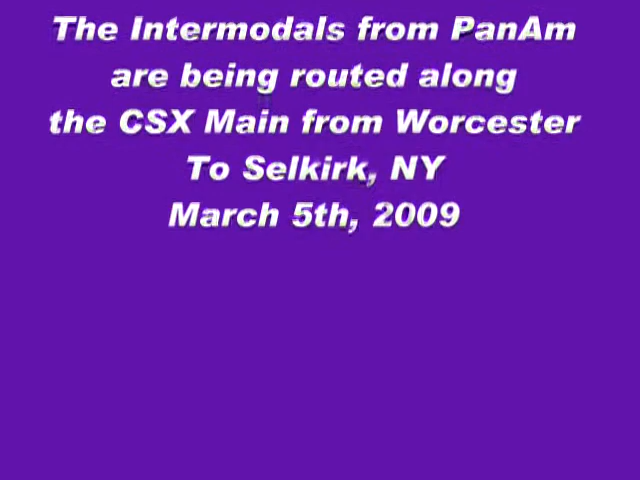 The Intermodals from PanAm
are being routed along
the CSX Main from Worcester
To Selkirk, NY
March 5th, 2009